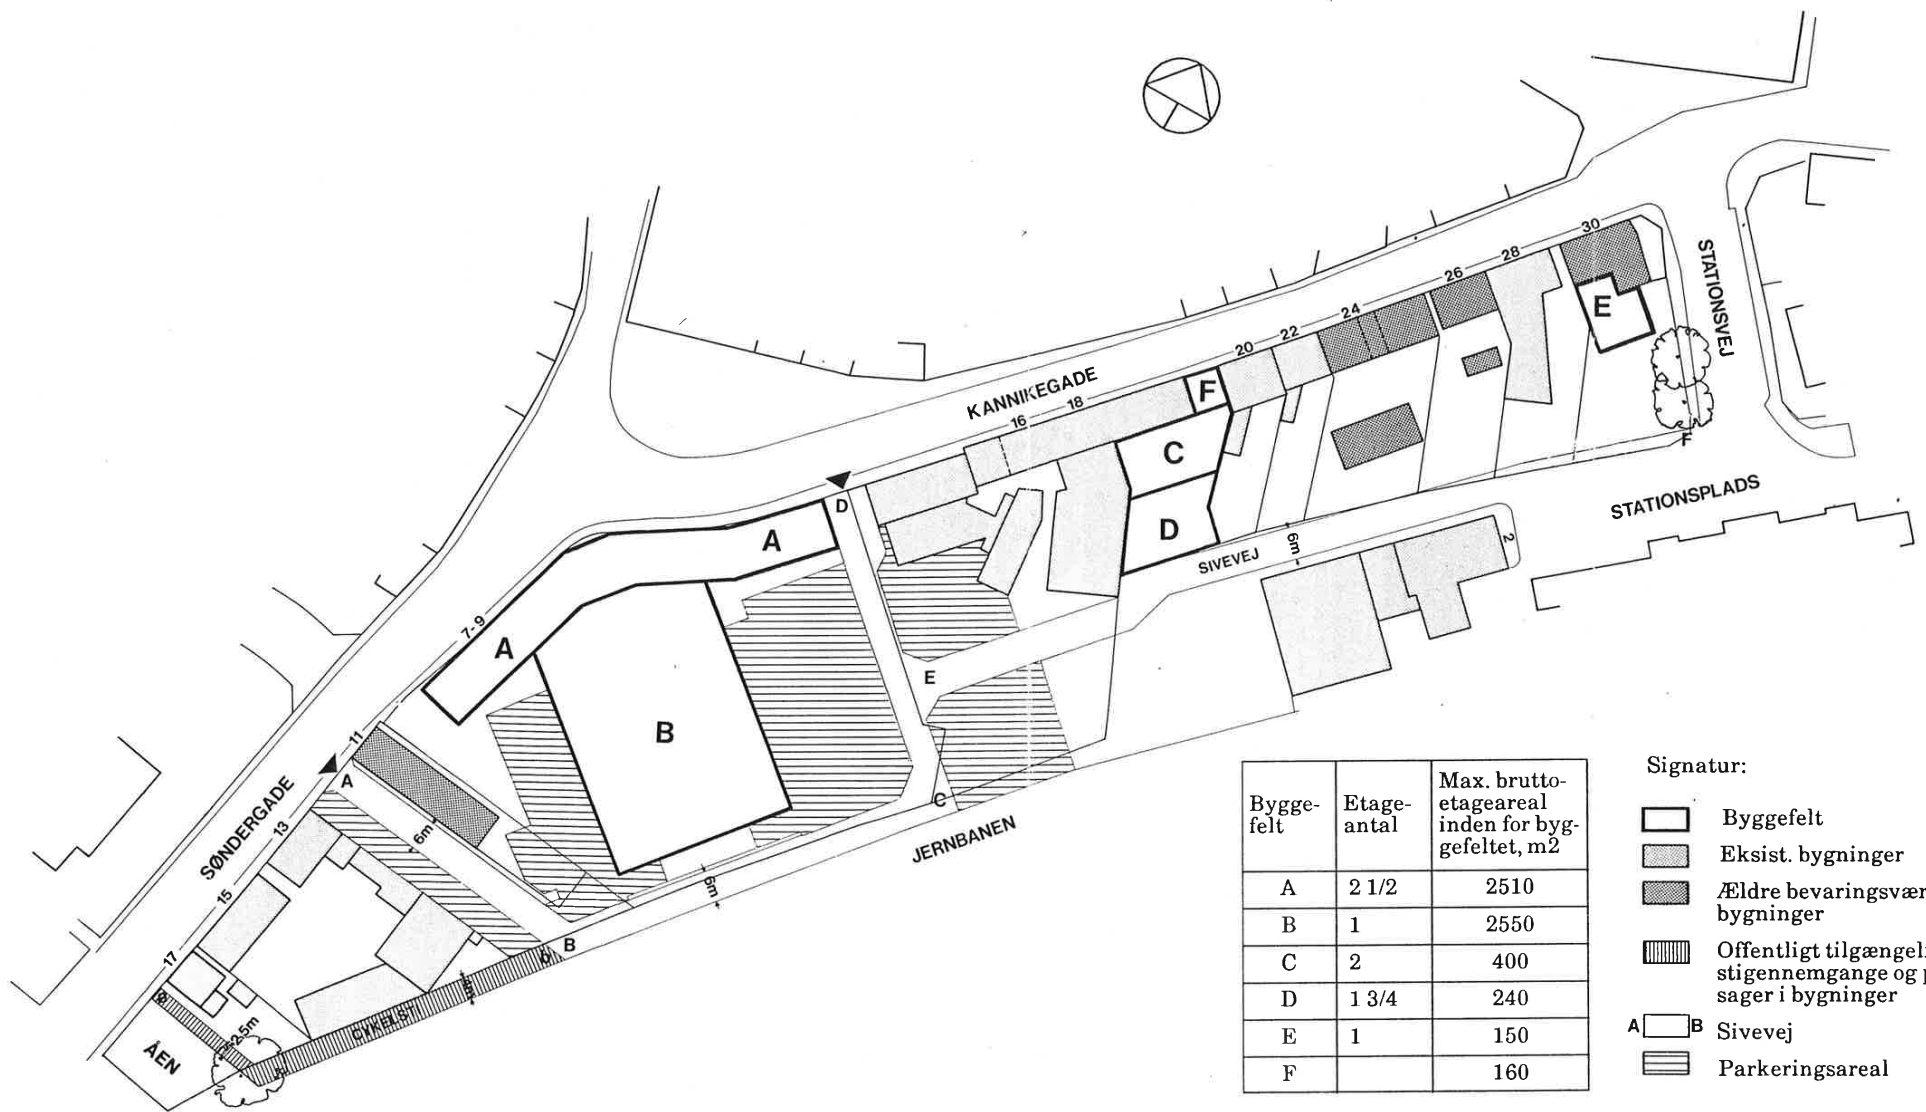 30
28
26
24
22
20
18
16
STATIONSVEJ
E
KANNIKEGADE
F
C
D
A
D
F
STATIONSPLADS
SIVEVEJ
6m
2
7-9
A
E
B
11
A
C
JERNBANEN
SØNDERGADE
13
6m
15
6m
17
B
4m
CYKELSTI
2,5m
ÅEN
Bygge-
felt
Etage-
antal
Max. brutto-
etageareal
inden for byg-
gefeltet, m2
A 2 1/2 2510
B 1 2550
C 2 400
D 1 3/4 240
E 1 150
F 160
Signatur:
Byggefelt
Eksist. bygninger
Ældre bevaringsvær
bygninger
Offentligt tilgængeli
stigennemgange og p
sager i bygninger
A B Sivevej
Parkeringsareal